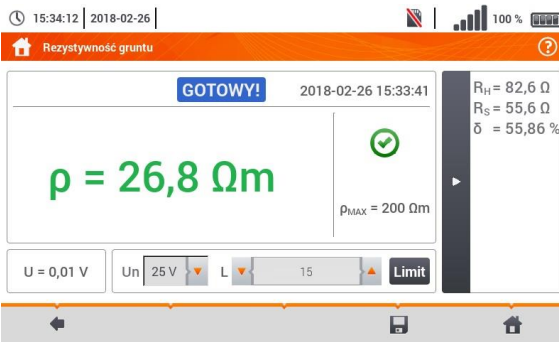 15:34:12 2018-02-26 100 %
Rezystywność gruntu ?
GOTOWY! 2018-02-26 15:33:41
ρ = 26,8 Ωm
ρMAX = 200 Ωm
RH = 82,6 Ω
RS = 55,6 Ω
δ = 55,86 %
U = 0,01 V Un 25 V L 15 Limit